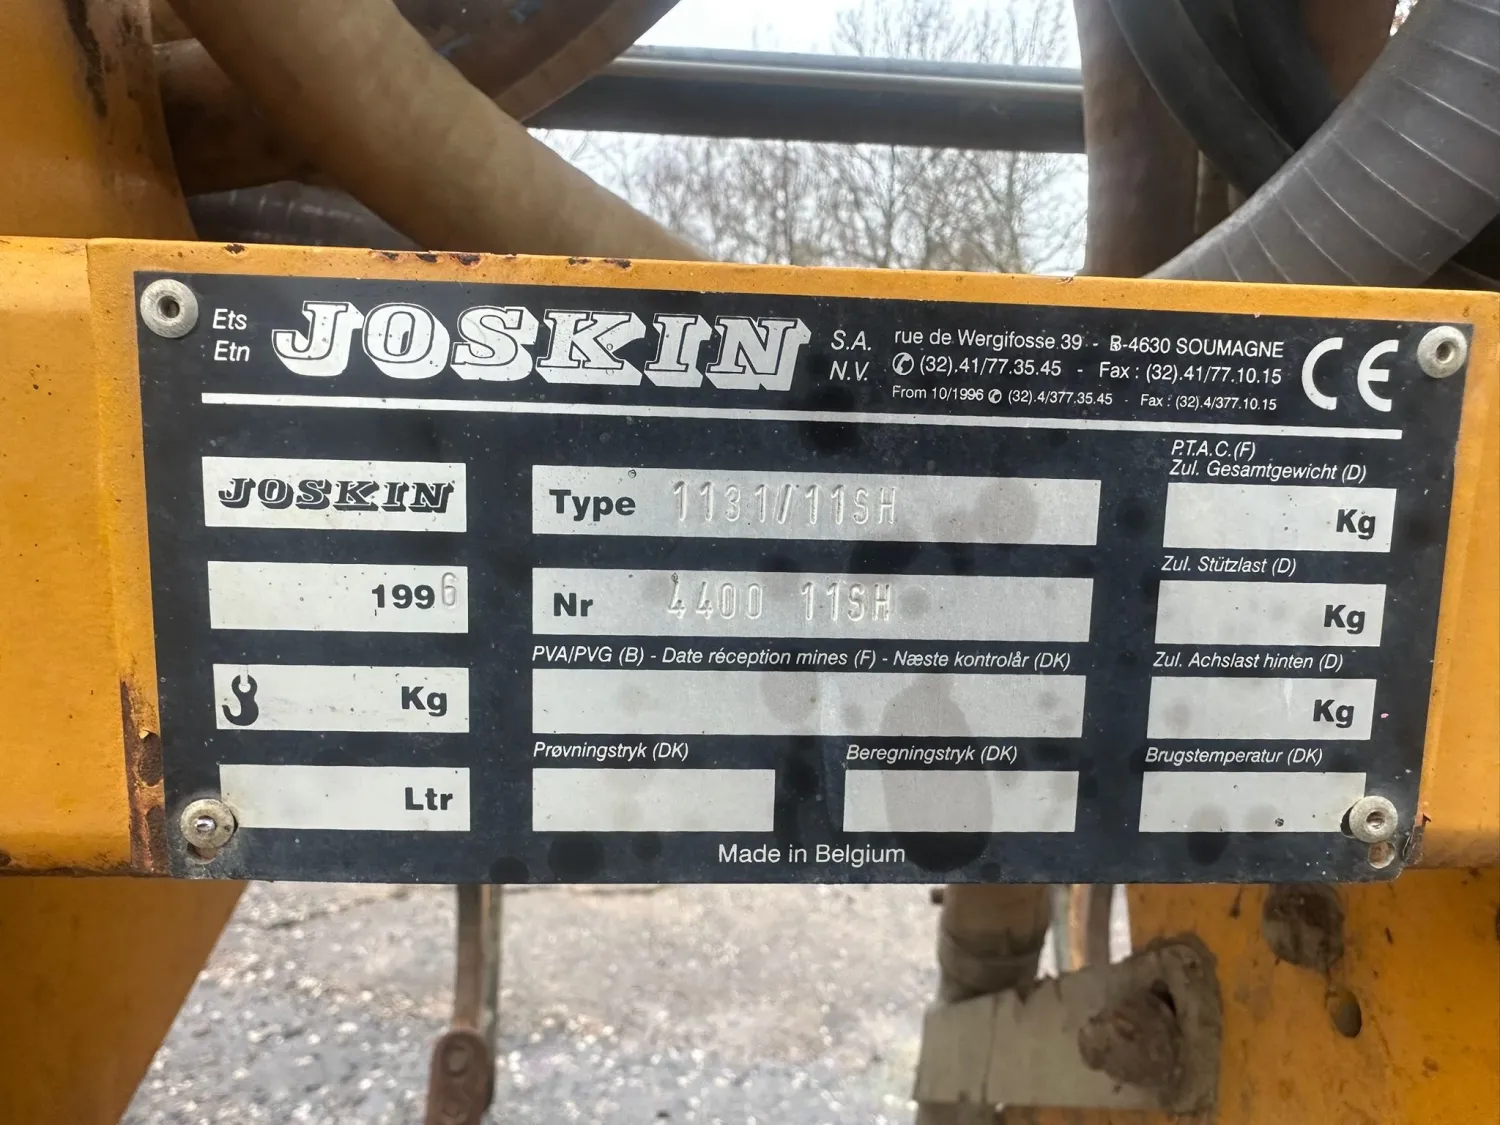 Ets
Etn
JOSKIN
S.A.
N.V.
rue de Wergifosse 39 - B-4630 SOUMAGNE
✆ (32).41/77.35.45 - Fax : (32).41/77.10.15
From 10/1996 ✆ (32).4/377.35.45 - Fax : (32).4/377.10.15
CE
JOSKIN
1996
Kg
Ltr
Type 1131/11SH
Nr 4400 11SH
PVA/PVG (B) - Date réception mines (F) - Næste kontrolår (DK)
Prøvningstryk (DK)
Beregningstryk (DK)
P.T.A.C.(F)
Zul. Gesamtgewicht (D)
Kg
Zul. Stützlast (D)
Kg
Zul. Achslast hinten (D)
Kg
Brugstemperatur (DK)
Made in Belgium